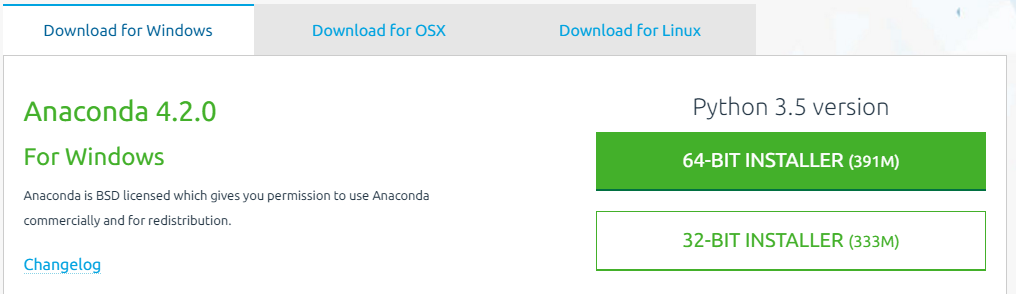 Download for Windows
Download for OSX
Download for Linux
Anaconda 4.2.0
For Windows
Anaconda is BSD licensed which gives you permission to use Anaconda
commercially and for redistribution.
Changelog
Python 3.5 version
64-BIT INSTALLER (391M)
32-BIT INSTALLER (333M)